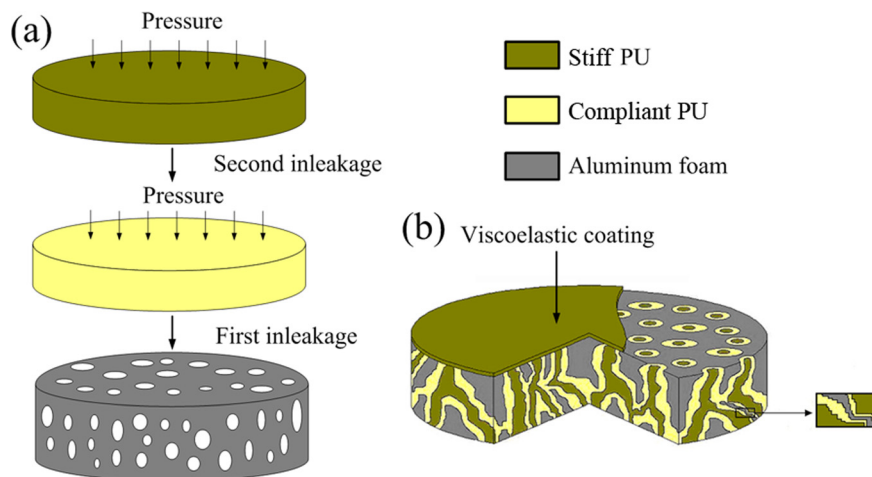 (a)
Pressure
Second inleakage
Pressure
First inleakage
Stiff PU
Compliant PU
Aluminum foam
(b)
Viscoelastic coating